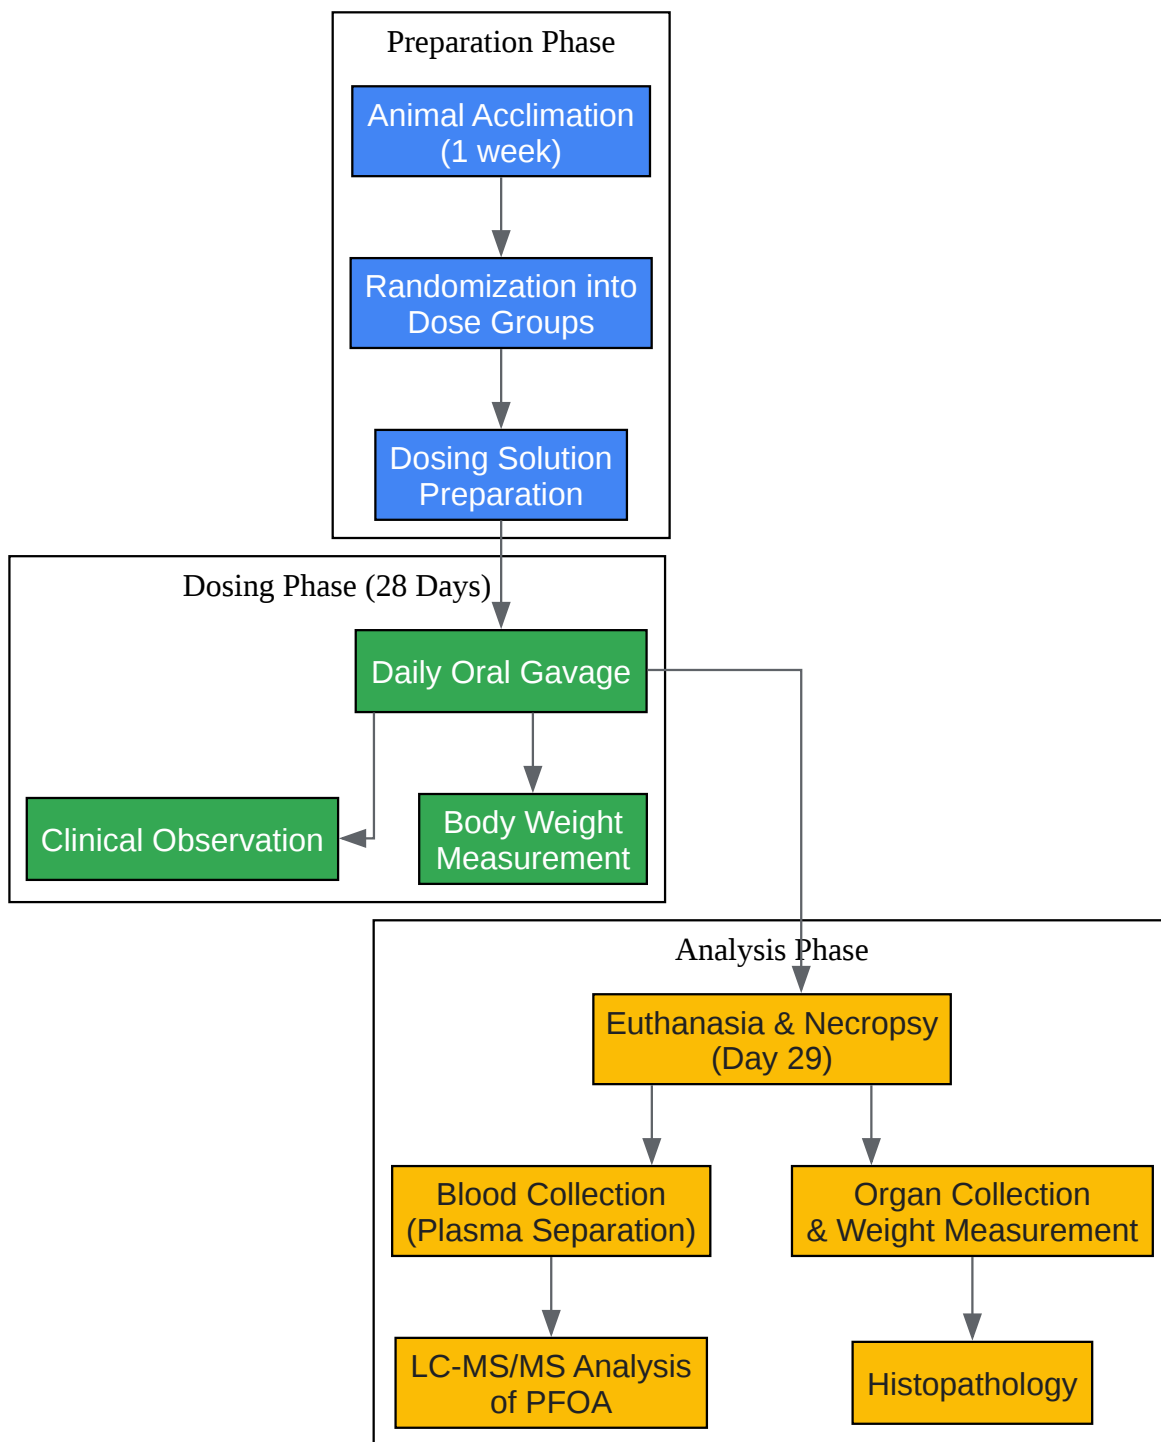 Preparation Phase
Animal Acclimation
(1 week)
Randomization into
Dose Groups
Dosing Solution
Preparation
Dosing Phase (28 Days)
Daily Oral Gavage
Clinical Observation
Body Weight
Measurement
Analysis Phase
Euthanasia & Necropsy
(Day 29)
Blood Collection
(Plasma Separation)
Organ Collection
& Weight Measurement
LC-MS/MS Analysis
of PFOA
Histopathology